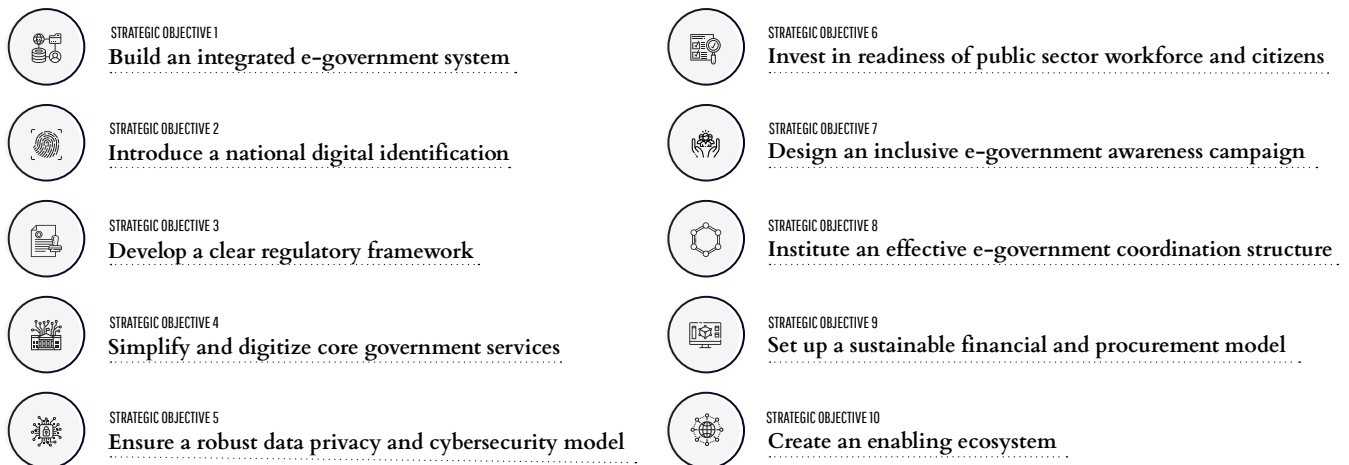 STRATEGIC OBJECTIVE 1
Build an integrated e-government system
STRATEGIC OBJECTIVE 2
Introduce a national digital identification
STRATEGIC OBJECTIVE 3
Develop a clear regulatory framework
STRATEGIC OBJECTIVE 4
Simplify and digitize core government services
STRATEGIC OBJECTIVE 5
Ensure a robust data privacy and cybersecurity model
STRATEGIC OBJECTIVE 6
Invest in readiness of public sector workforce and citizens
STRATEGIC OBJECTIVE 7
Design an inclusive e-government awareness campaign
STRATEGIC OBJECTIVE 8
Institute an effective e-government coordination structure
STRATEGIC OBJECTIVE 9
Set up a sustainable financial and procurement model
STRATEGIC OBJECTIVE 10
Create an enabling ecosystem